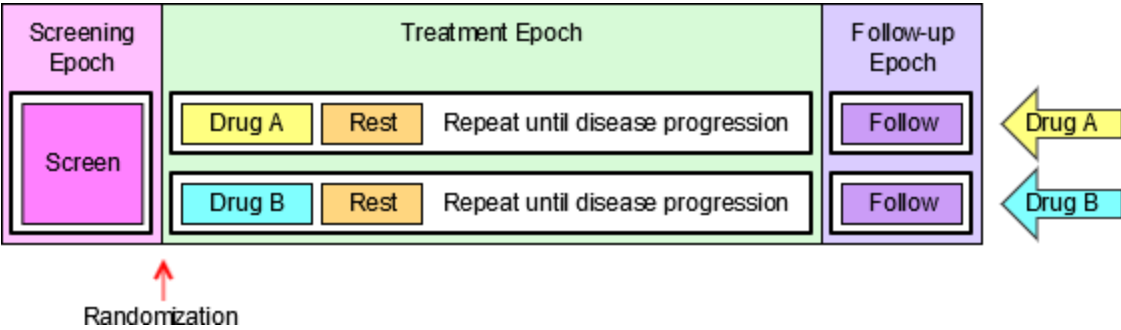 Screening
Epoch
Treatment Epoch
Follow-up
Epoch
Screen
Drug A
Rest
Repeat until disease progression
Follow
Drug A
Drug B
Rest
Repeat until disease progression
Follow
Drug B
Randomization